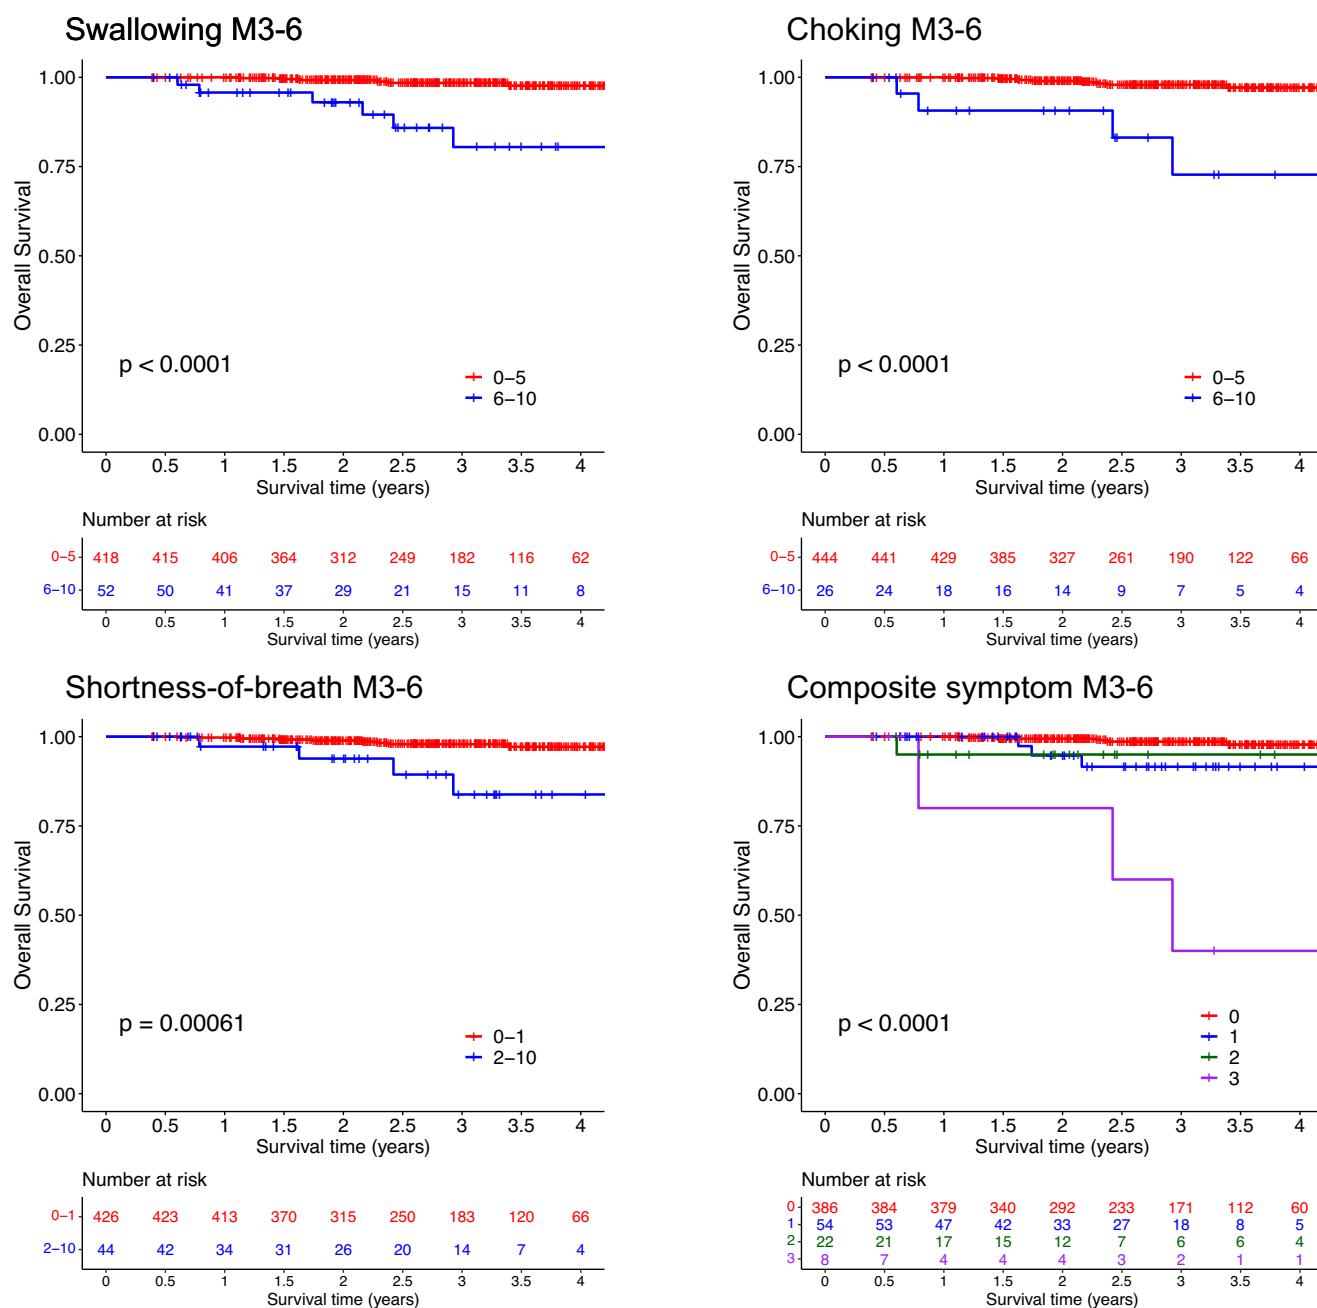 Swallowing M3-6
1.00
0.75
0.50
0.25
0.00
Overall Survival
p < 0.0001
0−5
6−10
0 0.5 1 1.5 2 2.5 3 3.5 4
Survival time (years)
Number at risk
0−5 418 415 406 364 312 249 182 116 62
6−10 52 50 41 37 29 21 15 11 8
0 0.5 1 1.5 2 2.5 3 3.5 4
Survival time (years)
Choking M3-6
1.00
0.75
0.50
0.25
0.00
Overall Survival
p < 0.0001
0−5
6−10
0 0.5 1 1.5 2 2.5 3 3.5 4
Survival time (years)
Number at risk
0−5 444 441 429 385 327 261 190 122 66
6−10 26 24 18 16 14 9 7 5 4
0 0.5 1 1.5 2 2.5 3 3.5 4
Survival time (years)
Shortness-of-breath M3-6
1.00
0.75
0.50
0.25
0.00
Overall Survival
p = 0.00061
0−1
2−10
0 0.5 1 1.5 2 2.5 3 3.5 4
Survival time (years)
Number at risk
0−1 426 423 413 370 315 250 183 120 66
2−10 44 42 34 31 26 20 14 7 4
0 0.5 1 1.5 2 2.5 3 3.5 4
Survival time (years)
Composite symptom M3-6
1.00
0.75
0.50
0.25
0.00
Overall Survival
p < 0.0001
0
1
2
3
0 0.5 1 1.5 2 2.5 3 3.5 4
Survival time (years)
Number at risk
0 386 384 379 340 292 233 171 112 60
1 54 53 47 42 33 27 18 8 5
2 22 21 17 15 12 7 6 6 4
3 8 7 4 4 4 3 2 1 1
0 0.5 1 1.5 2 2.5 3 3.5 4
Survival time (years)